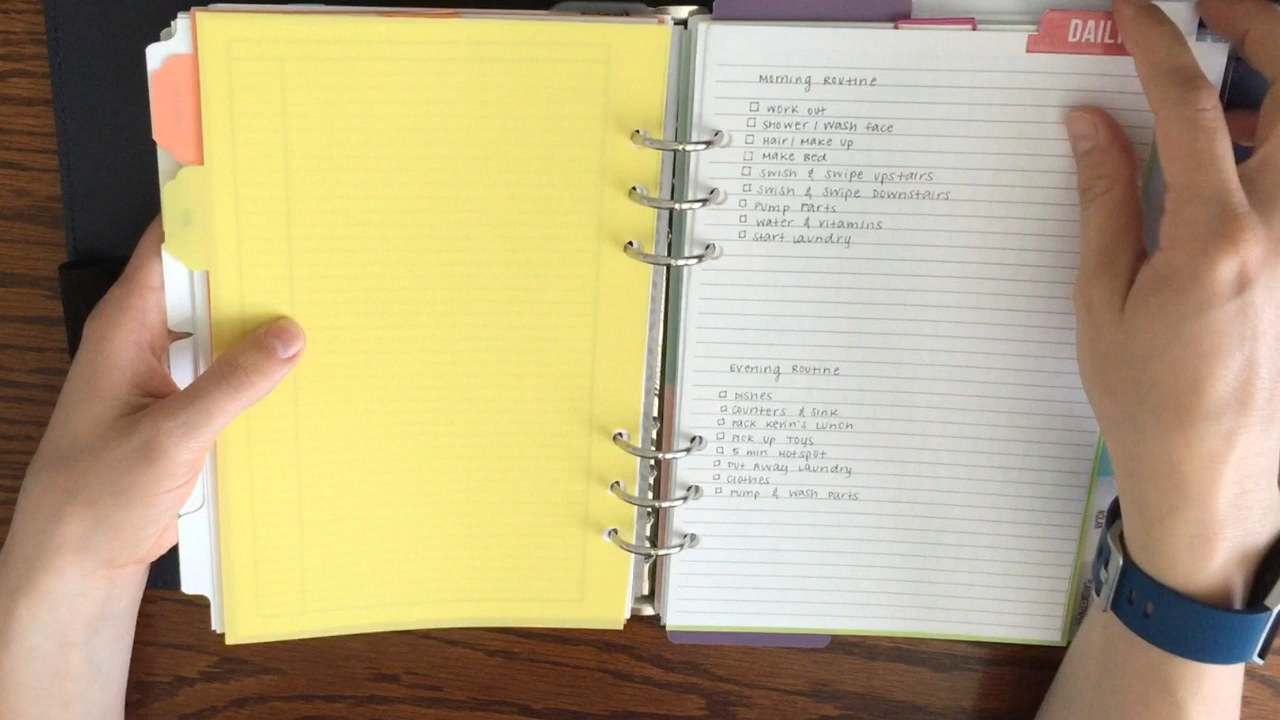 DAILY
Morning Routine
Work out
Shower / Wash face
Hair / Make up
Make Bed
Swish & Swipe upstairs
Swish & Swipe Downstairs
Pump Parts
Water & vitamins
Start Laundry
Evening Routine
Dishes
Counters & Sink
Pack Kevin's Lunch
Pick up Toys
5 min Hotspot
Put Away Laundry
Clothes
Pump & Wash Parts